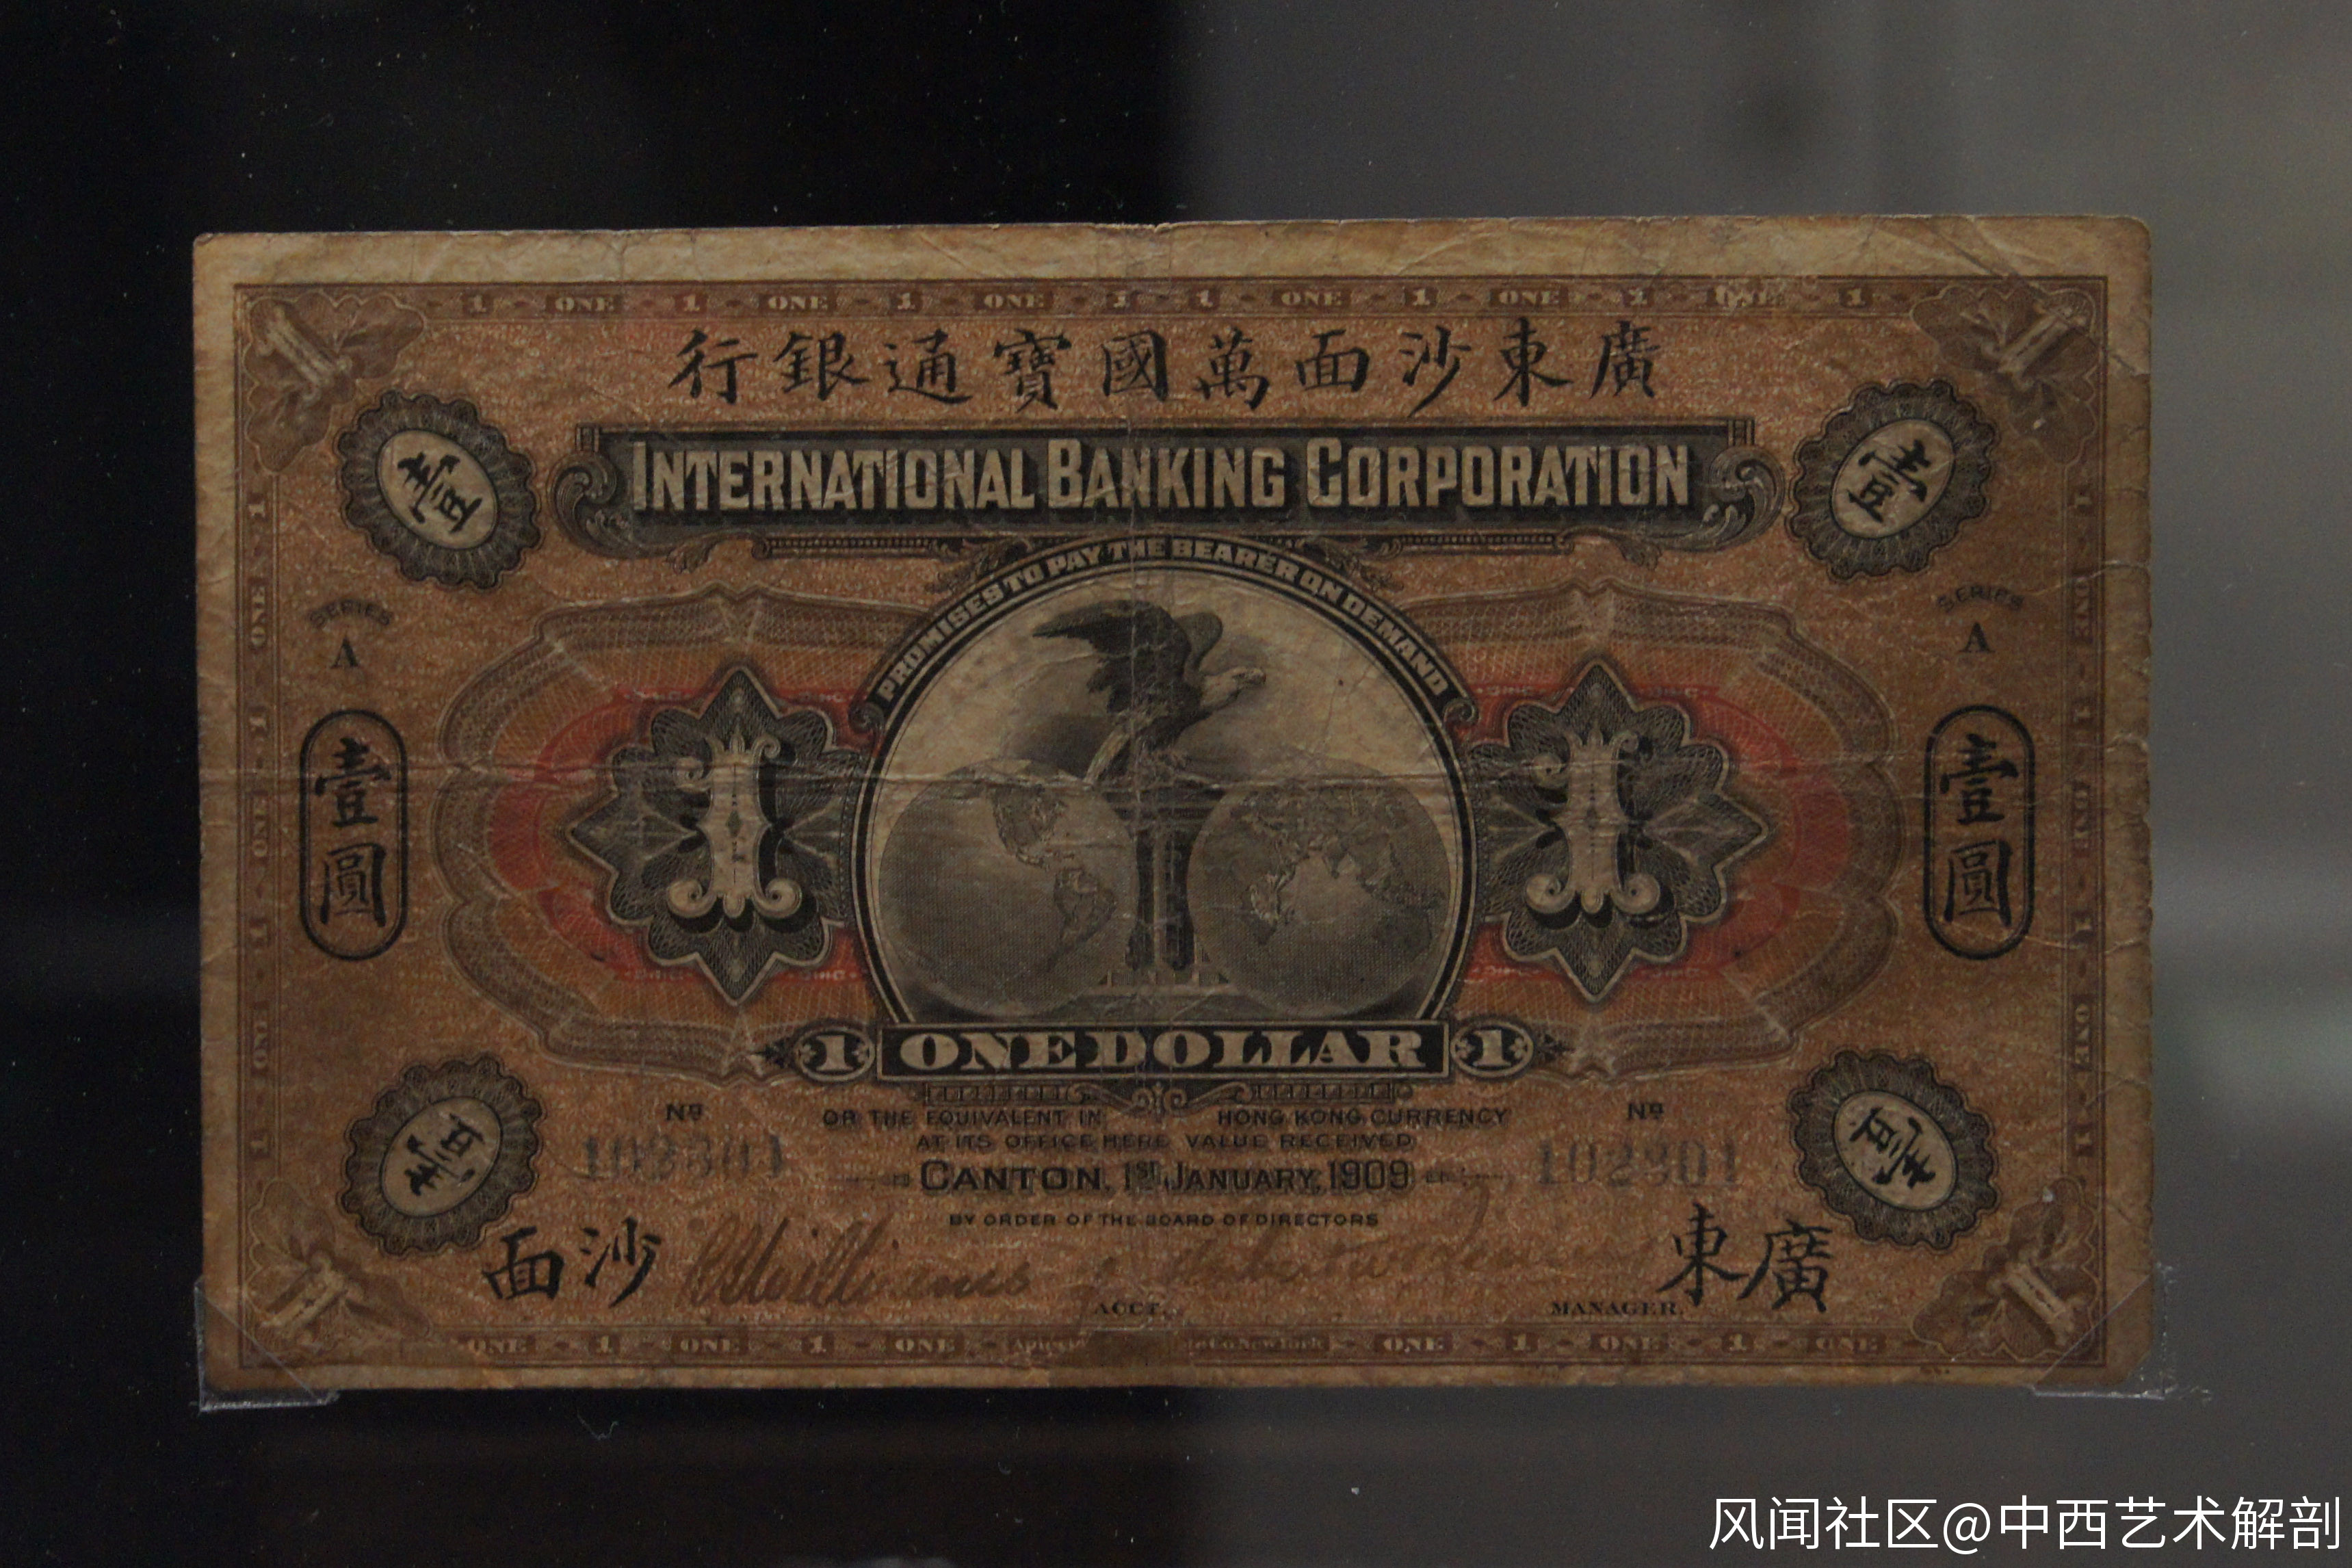 1 ONE 1 ONE 1 ONE 1 1 ONE 1 ONE 1 ONE 1
行銀通寶國萬面沙東廣
INTERNATIONAL BANKING CORPORATION
壹
壹
PROMISES TO PAY THE BEARER ON DEMAND
SERIES
A
SERIES
A
壹圓
1
1
壹圓
1 ONE DOLLAR 1
No
OR THE EQUIVALENT IN HONG KONG CURRENCY
No
AT ITS OFFICE HERE VALUE RECEIVED
102301
CANTON, 1ST JANUARY, 1909
102301
壹
壹
BY ORDER OF THE BOARD OF DIRECTORS
面沙
東廣
ACCT.
MANAGER.
ONE 1 ONE 1 ONE
ONE 1 ONE 1 ONE
风闻社区@中西艺术解剖